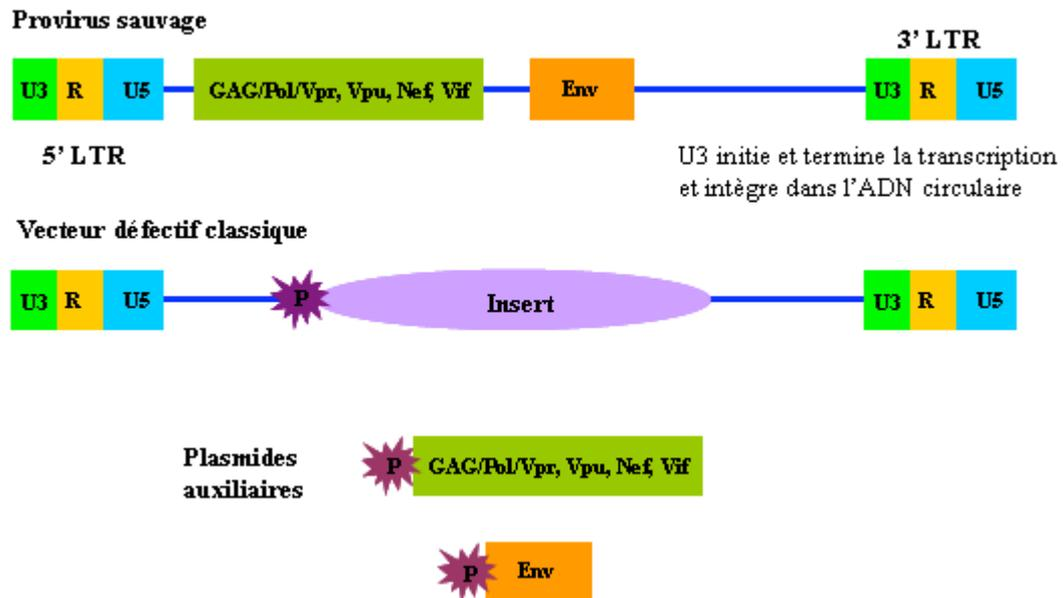 Provirus sauvage
3’ LTR
U3 R U5 GAG/Pol/Vpr, Vpu, Nef, Vif Env U3 R U5
5’ LTR
U3 initie et termine la transcription
et intègre dans l’ADN circulaire
Vecteur défectif classique
U3 R U5 P Insert U3 R U5
Plasmides
auxiliaires
P GAG/Pol/Vpr, Vpu, Nef, Vif
P Env